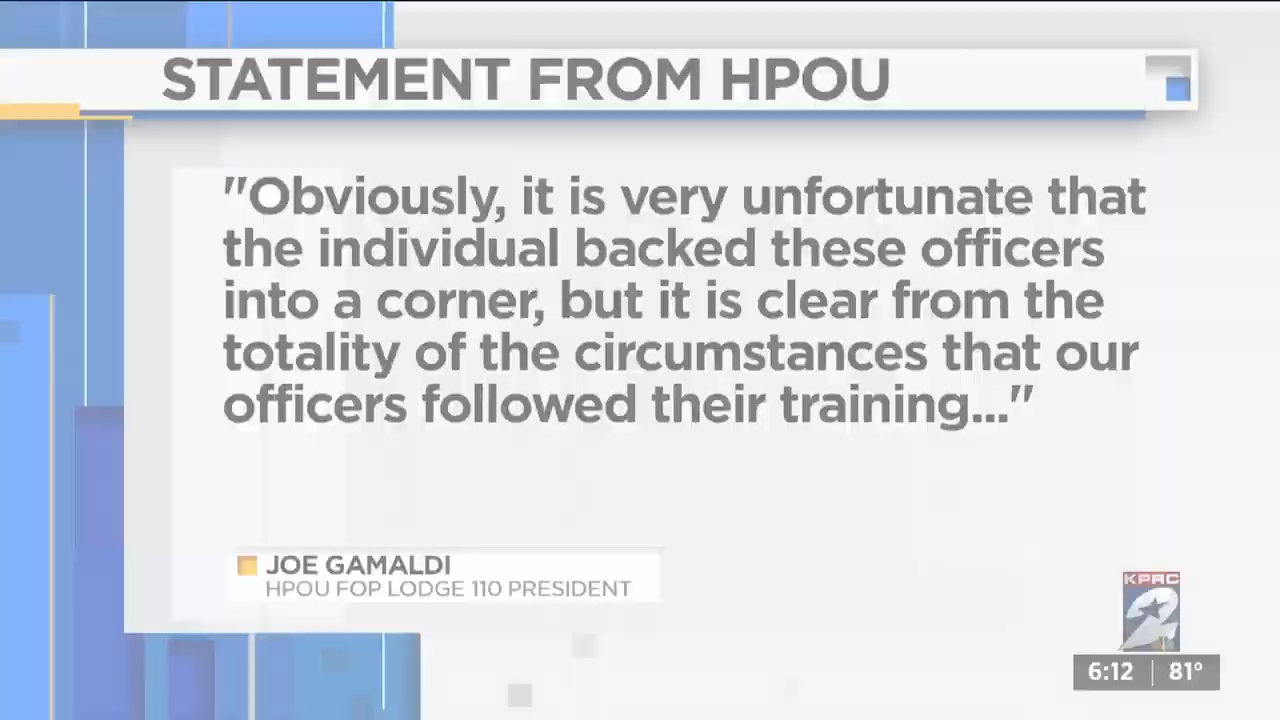 STATEMENT FROM HPOU
"Obviously, it is very unfortunate that
the individual backed these officers
into a corner, but it is clear from the
totality of the circumstances that our
officers followed their training..."
JOE GAMALDI
HPOU FOP LODGE 110 PRESIDENT
KPRC
2
6:12 | 81°